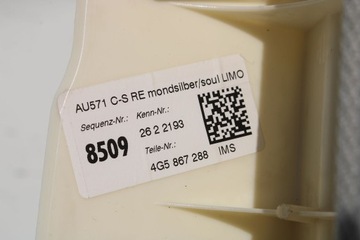 AU571 C-S RE mondsilber/soul LIMO
Sequenz-Nr.: Kenn-Nr.:
8509 26 2 2193
Teile-Nr.:
4G5 867 288 IMS